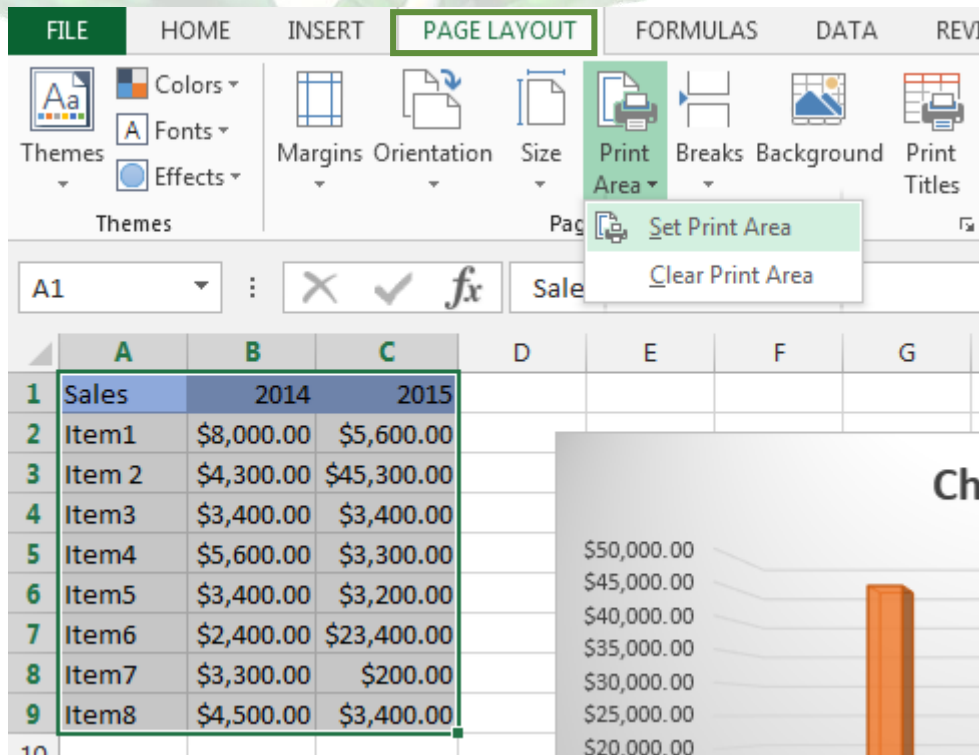 FILE HOME INSERT PAGE LAYOUT FORMULAS DATA REVI
Aa
Themes
Colors
A Fonts
Effects
Margins Orientation Size Print Area Breaks Background Print Titles
Themes
Pag
Set Print Area
Clear Print Area
A1 fx Sale
A B C D E F G
1 Sales 2014 2015
2 Item1 $8,000.00 $5,600.00
3 Item 2 $4,300.00 $45,300.00
4 Item3 $3,400.00 $3,400.00
5 Item4 $5,600.00 $3,300.00
6 Item5 $3,400.00 $3,200.00
7 Item6 $2,400.00 $23,400.00
8 Item7 $3,300.00 $200.00
9 Item8 $4,500.00 $3,400.00
10
Ch
$50,000.00
$45,000.00
$40,000.00
$35,000.00
$30,000.00
$25,000.00
$20,000.00